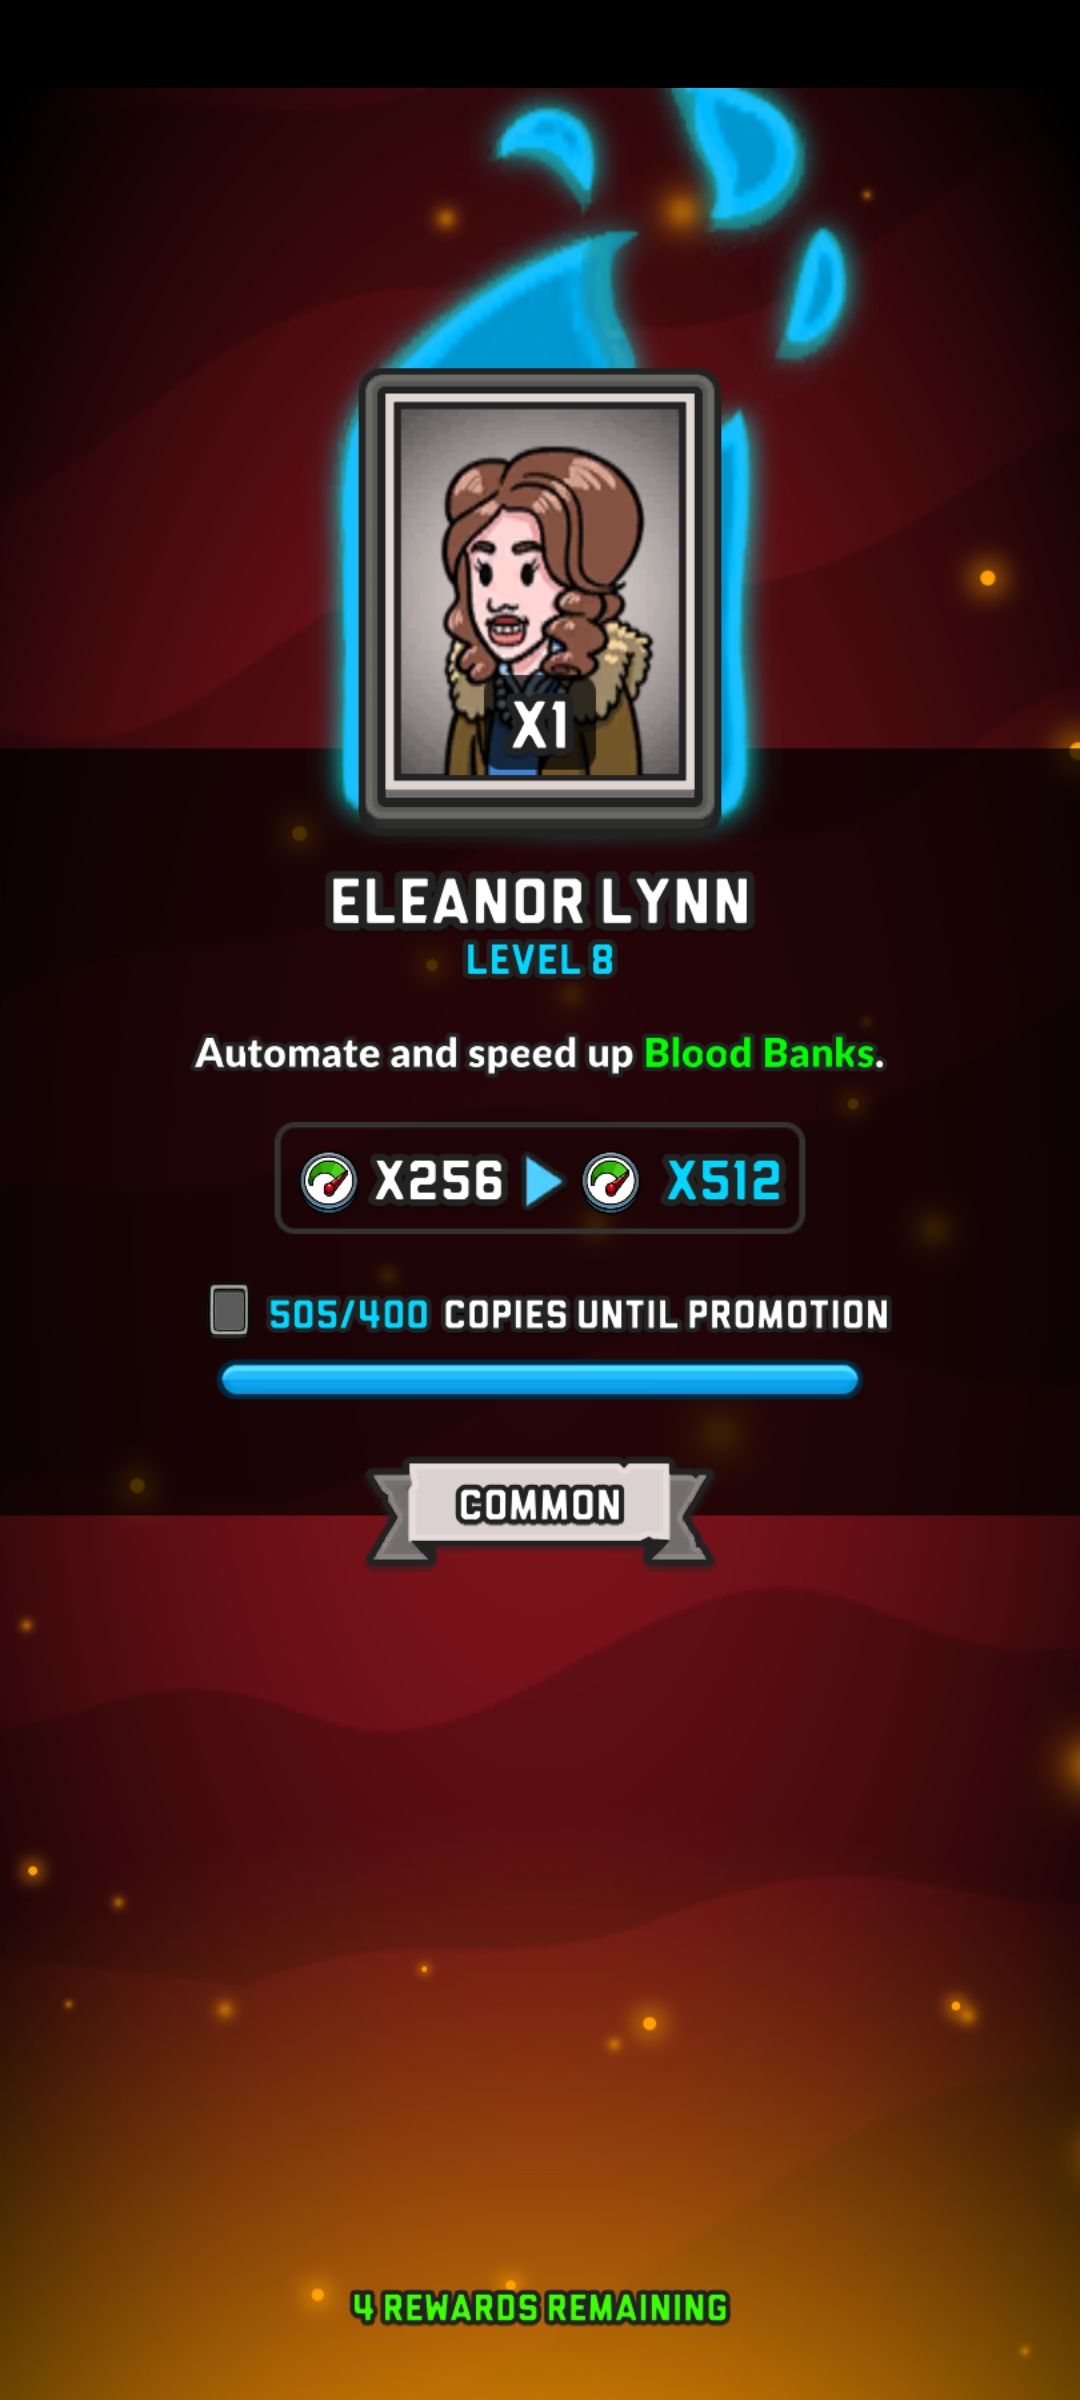 X1
ELEANOR LYNN
LEVEL 8
Automate and speed up Blood Banks.
X256 X512
505/400 COPIES UNTIL PROMOTION
COMMON
4 REWARDS REMAINING